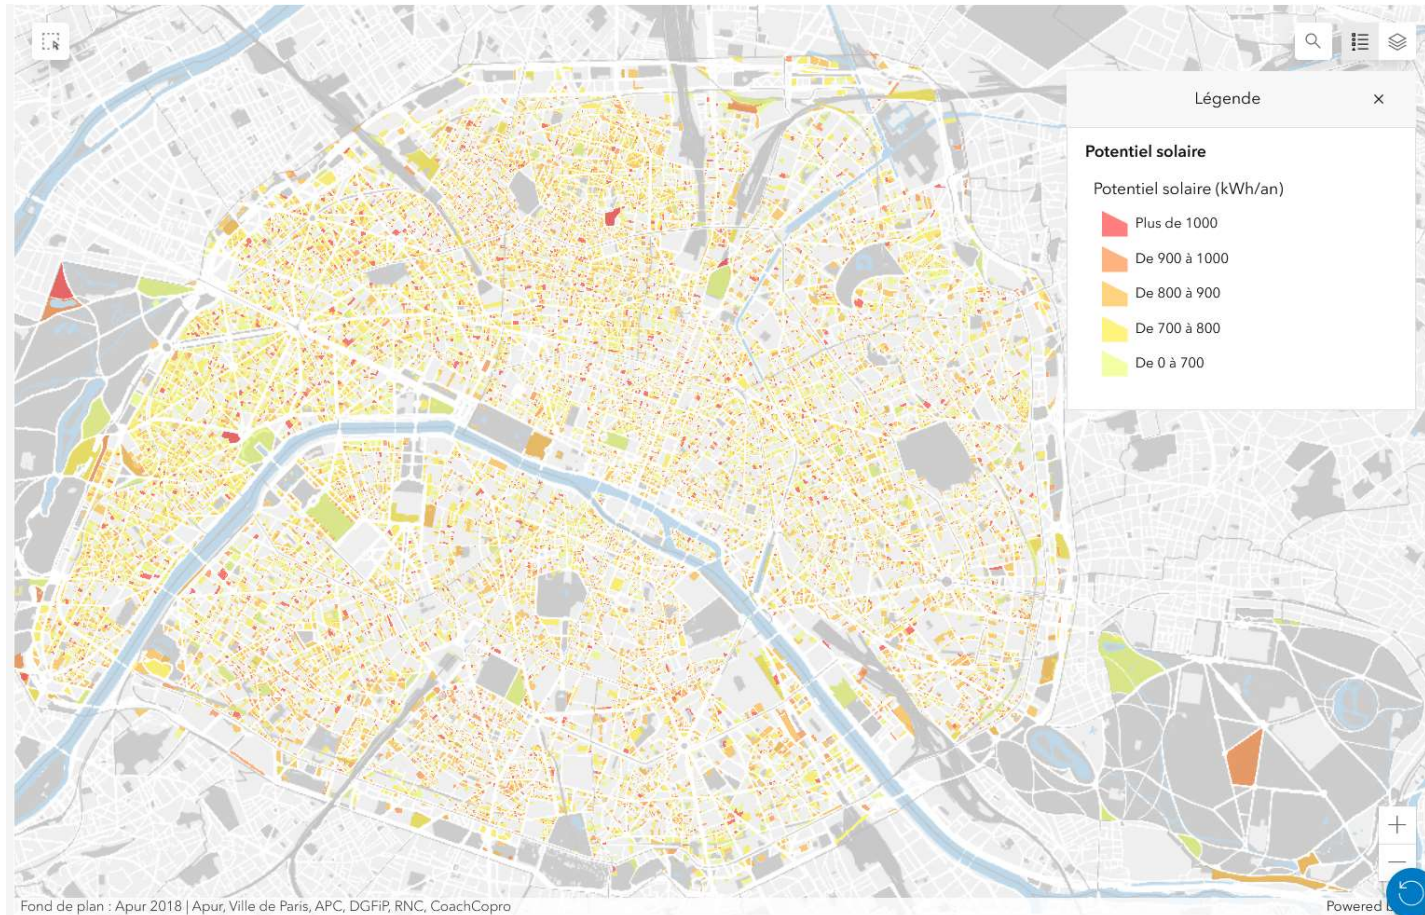 Légende
Potentiel solaire
Potentiel solaire (kWh/an)
Plus de 1000
De 900 à 1000
De 800 à 900
De 700 à 800
De 0 à 700
Fond de plan : Apur 2018 | Apur, Ville de Paris, APC, DGFiP, RNC, CoachCopro
Powered